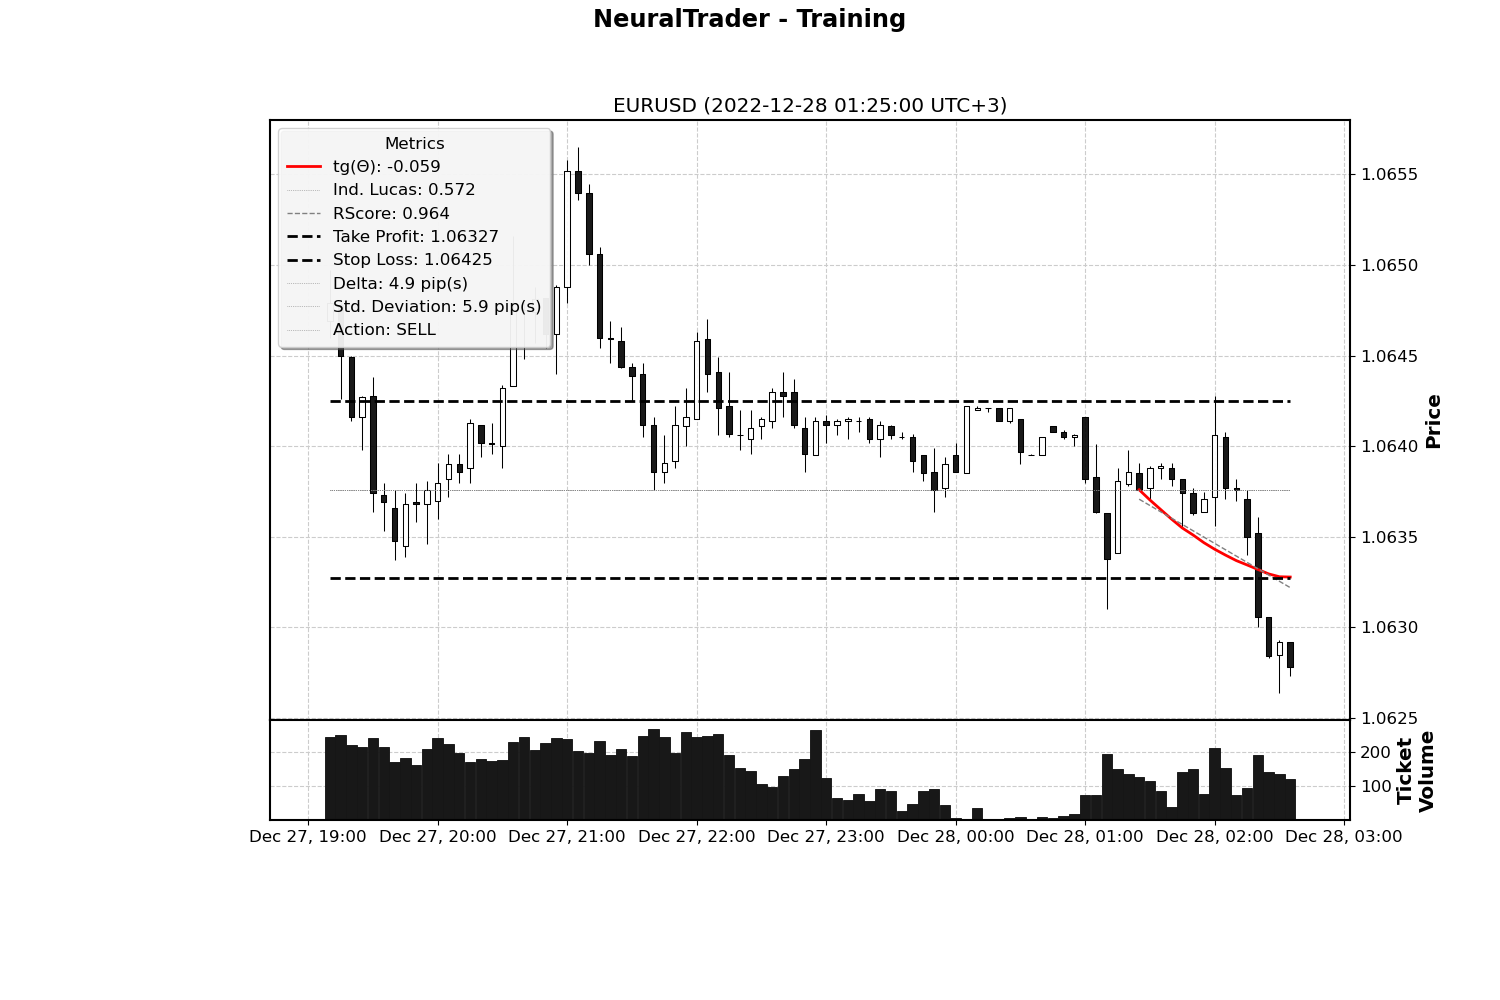 NeuralTrader - Training
EURUSD (2022-12-28 01:25:00 UTC+3)
Metrics
tg(Θ): -0.059
Ind. Lucas: 0.572
RScore: 0.964
Take Profit: 1.06327
Stop Loss: 1.06425
Delta: 4.9 pip(s)
Std. Deviation: 5.9 pip(s)
Action: SELL
1.0655
1.0650
1.0645
1.0640
1.0635
1.0630
1.0625
Price
200
100
Ticket
Volume
Dec 27, 19:00 Dec 27, 20:00 Dec 27, 21:00 Dec 27, 22:00 Dec 27, 23:00 Dec 28, 00:00 Dec 28, 01:00 Dec 28, 02:00 Dec 28, 03:00